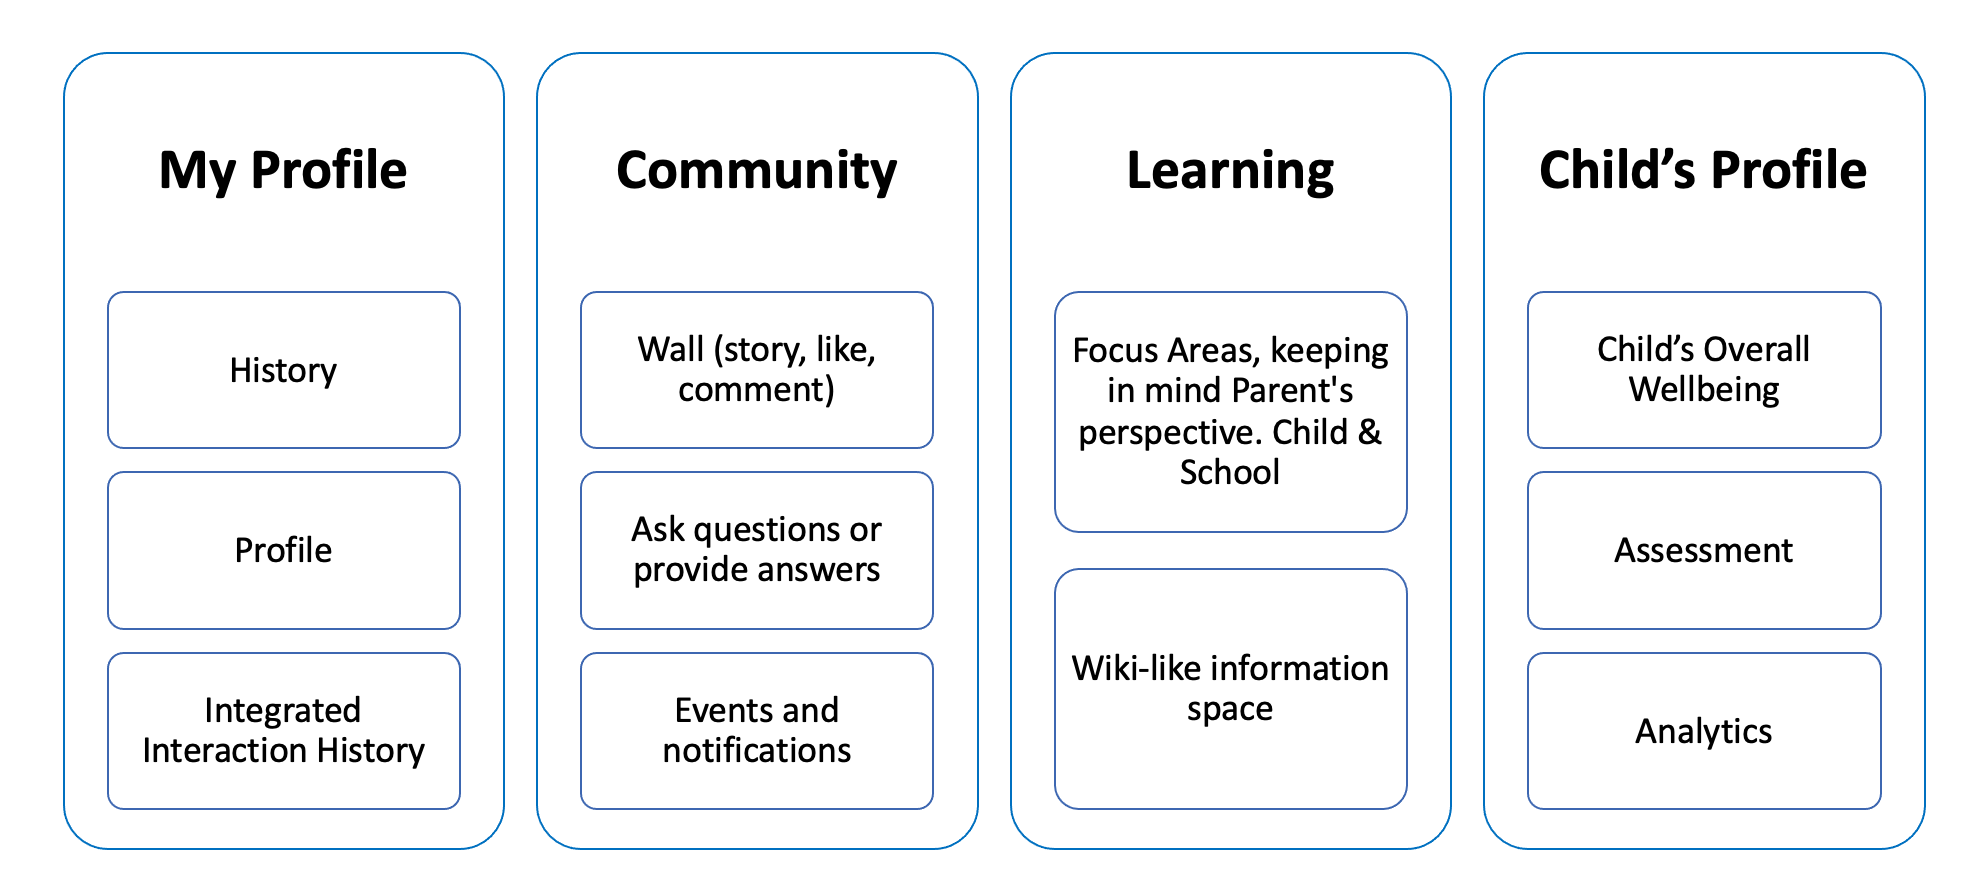 My Profile
History
Profile
Integrated
Interaction History
Community
Wall (story, like,
comment)
Ask questions or
provide answers
Events and
notifications
Learning
Focus Areas, keeping
in mind Parent's
perspective. Child &
School
Wiki-like information
space
Child’s Profile
Child’s Overall
Wellbeing
Assessment
Analytics